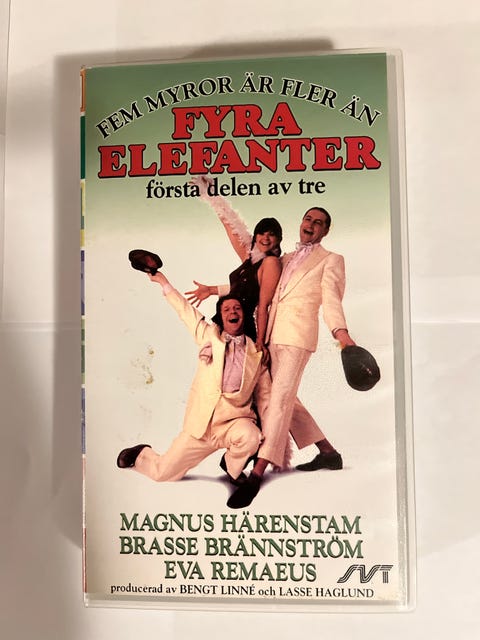 FEM MYROR ÄR FLER ÄN
FYRA
ELEFANTER
första delen av tre
MAGNUS HÄRENSTAM
BRASSE BRÄNNSTRÖM
EVA REMAEUS
SVT
producerad av BENGT LINNÉ och LASSE HAGLUND